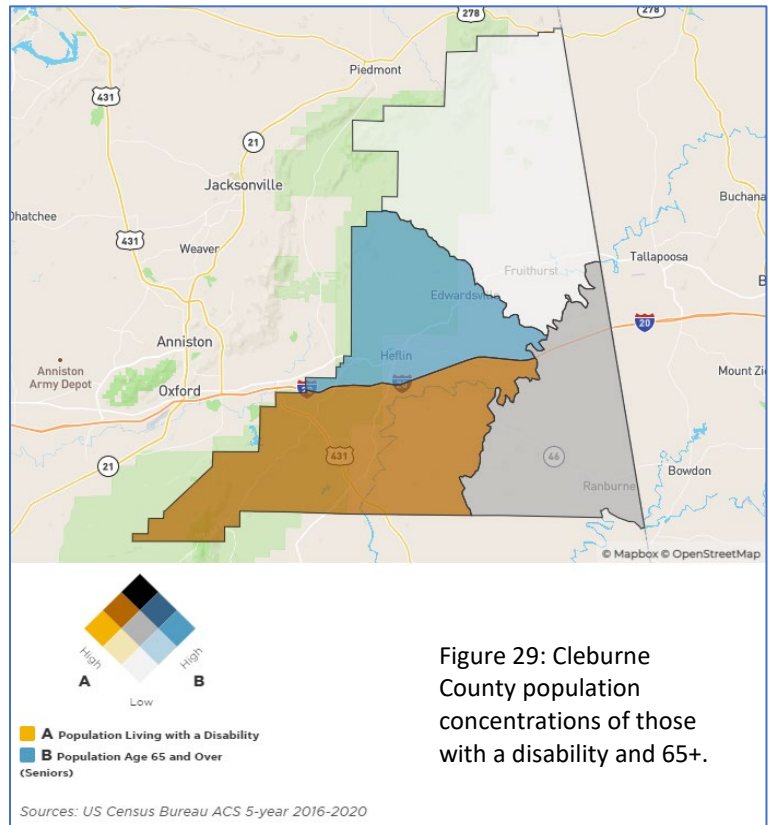 278
278
Piedmont
431
21
Jacksonville
Ohatchee
Buchana
431
Weaver
Tallapoosa
Fruithurst
Edwardsville
20
Anniston
Heflin
Mount Zi
Anniston
Army Depot
Oxford
431
46
21
Bowdon
Ranburne
© Mapbox © OpenStreetMap
High
High
A
B
Low
A Population Living with a Disability
B Population Age 65 and Over
(Seniors)
Figure 29: Cleburne
County population
concentrations of those
with a disability and 65+.
Sources: US Census Bureau ACS 5-year 2016-2020